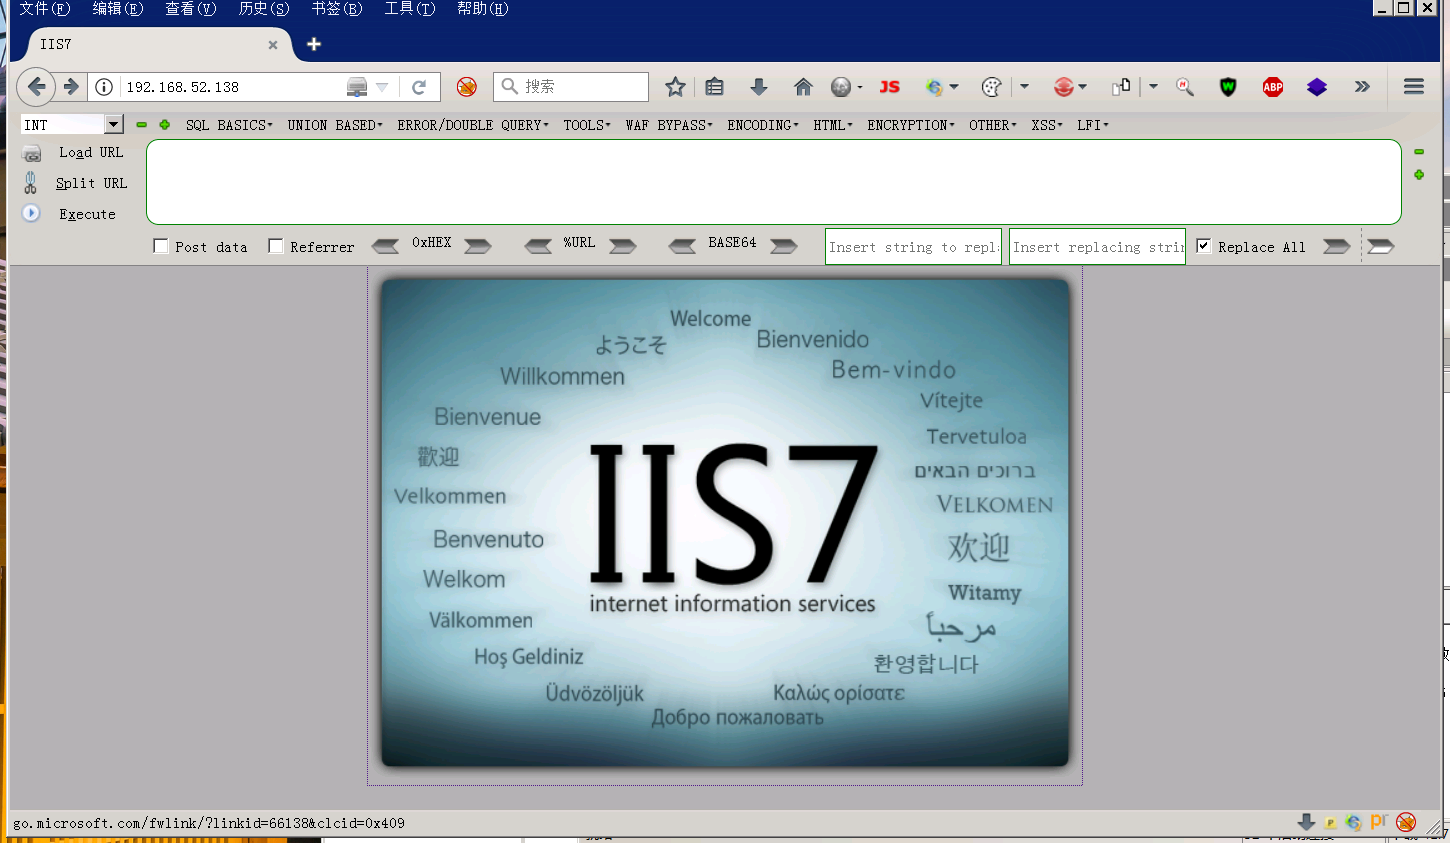 文件(F) 编辑(E) 查看(V) 历史(S) 书签(B) 工具(T) 帮助(H)
IIS7
192.168.52.138 搜索 JS ABP
INT SQL BASICS UNION BASED ERROR/DOUBLE QUERY TOOLS WAF BYPASS ENCODING HTML ENCRYPTION OTHER XSS LFI
Load URL
Split URL
Execute
Post data Referrer 0xHEX %URL BASE64 Insert string to repl Insert replacing strin Replace All
Welcome
ようこそ
Bienvenido
Willkommen
Bem-vindo
Bienvenue
Vítejte
歡迎
Tervetuloa
ברוכים הבאים
Velkommen
VELKOMEN
Benvenuto
欢迎
Welkom
Witamy
Välkommen
مرحباً
Hoş Geldiniz
환영합니다
Üdvözöljük
Καλώς ορίσατε
Добро пожаловать
IIS7
internet information services
go.microsoft.com/fwlink/?linkid=66138&clcid=0x409
pr